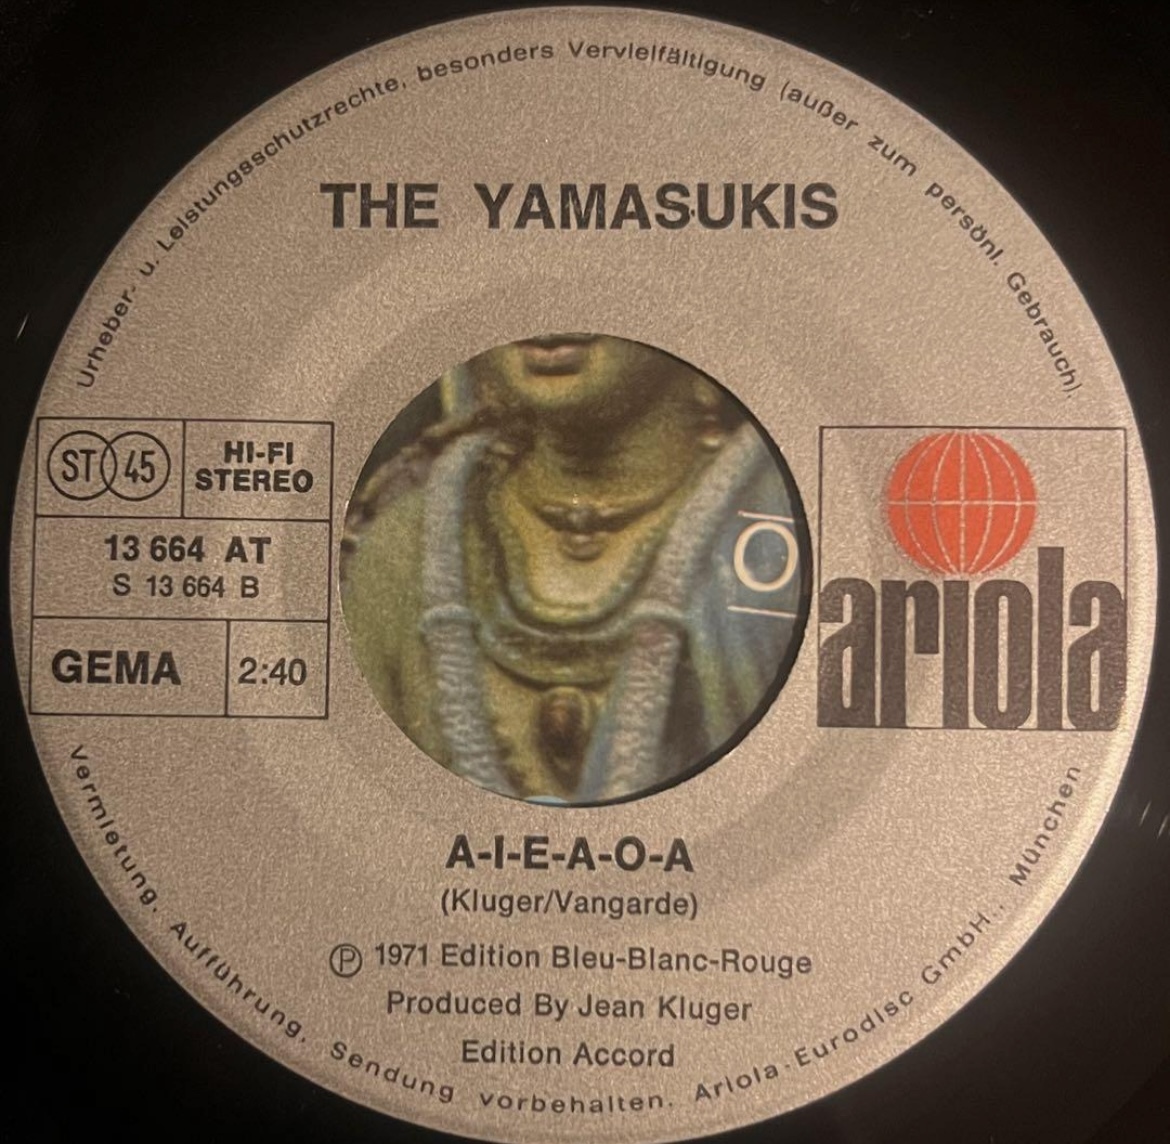 Urheber- u. Leistungsschutzrechte, besonders Vervielfältigung (außer zum persönl. Gebrauch).
THE YAMASUKIS
ST 45
HI-FI
STEREO
13 664 AT
S 13 664 B
GEMA
2:40
ariola
A-I-E-A-O-A
(Kluger/Vangarde)
Ⓟ 1971 Edition Bleu-Blanc-Rouge
Produced By Jean Kluger
Edition Accord
Vermietung. Aufführung. Sendung vorbehalten. Ariola-Eurodisc GmbH., München